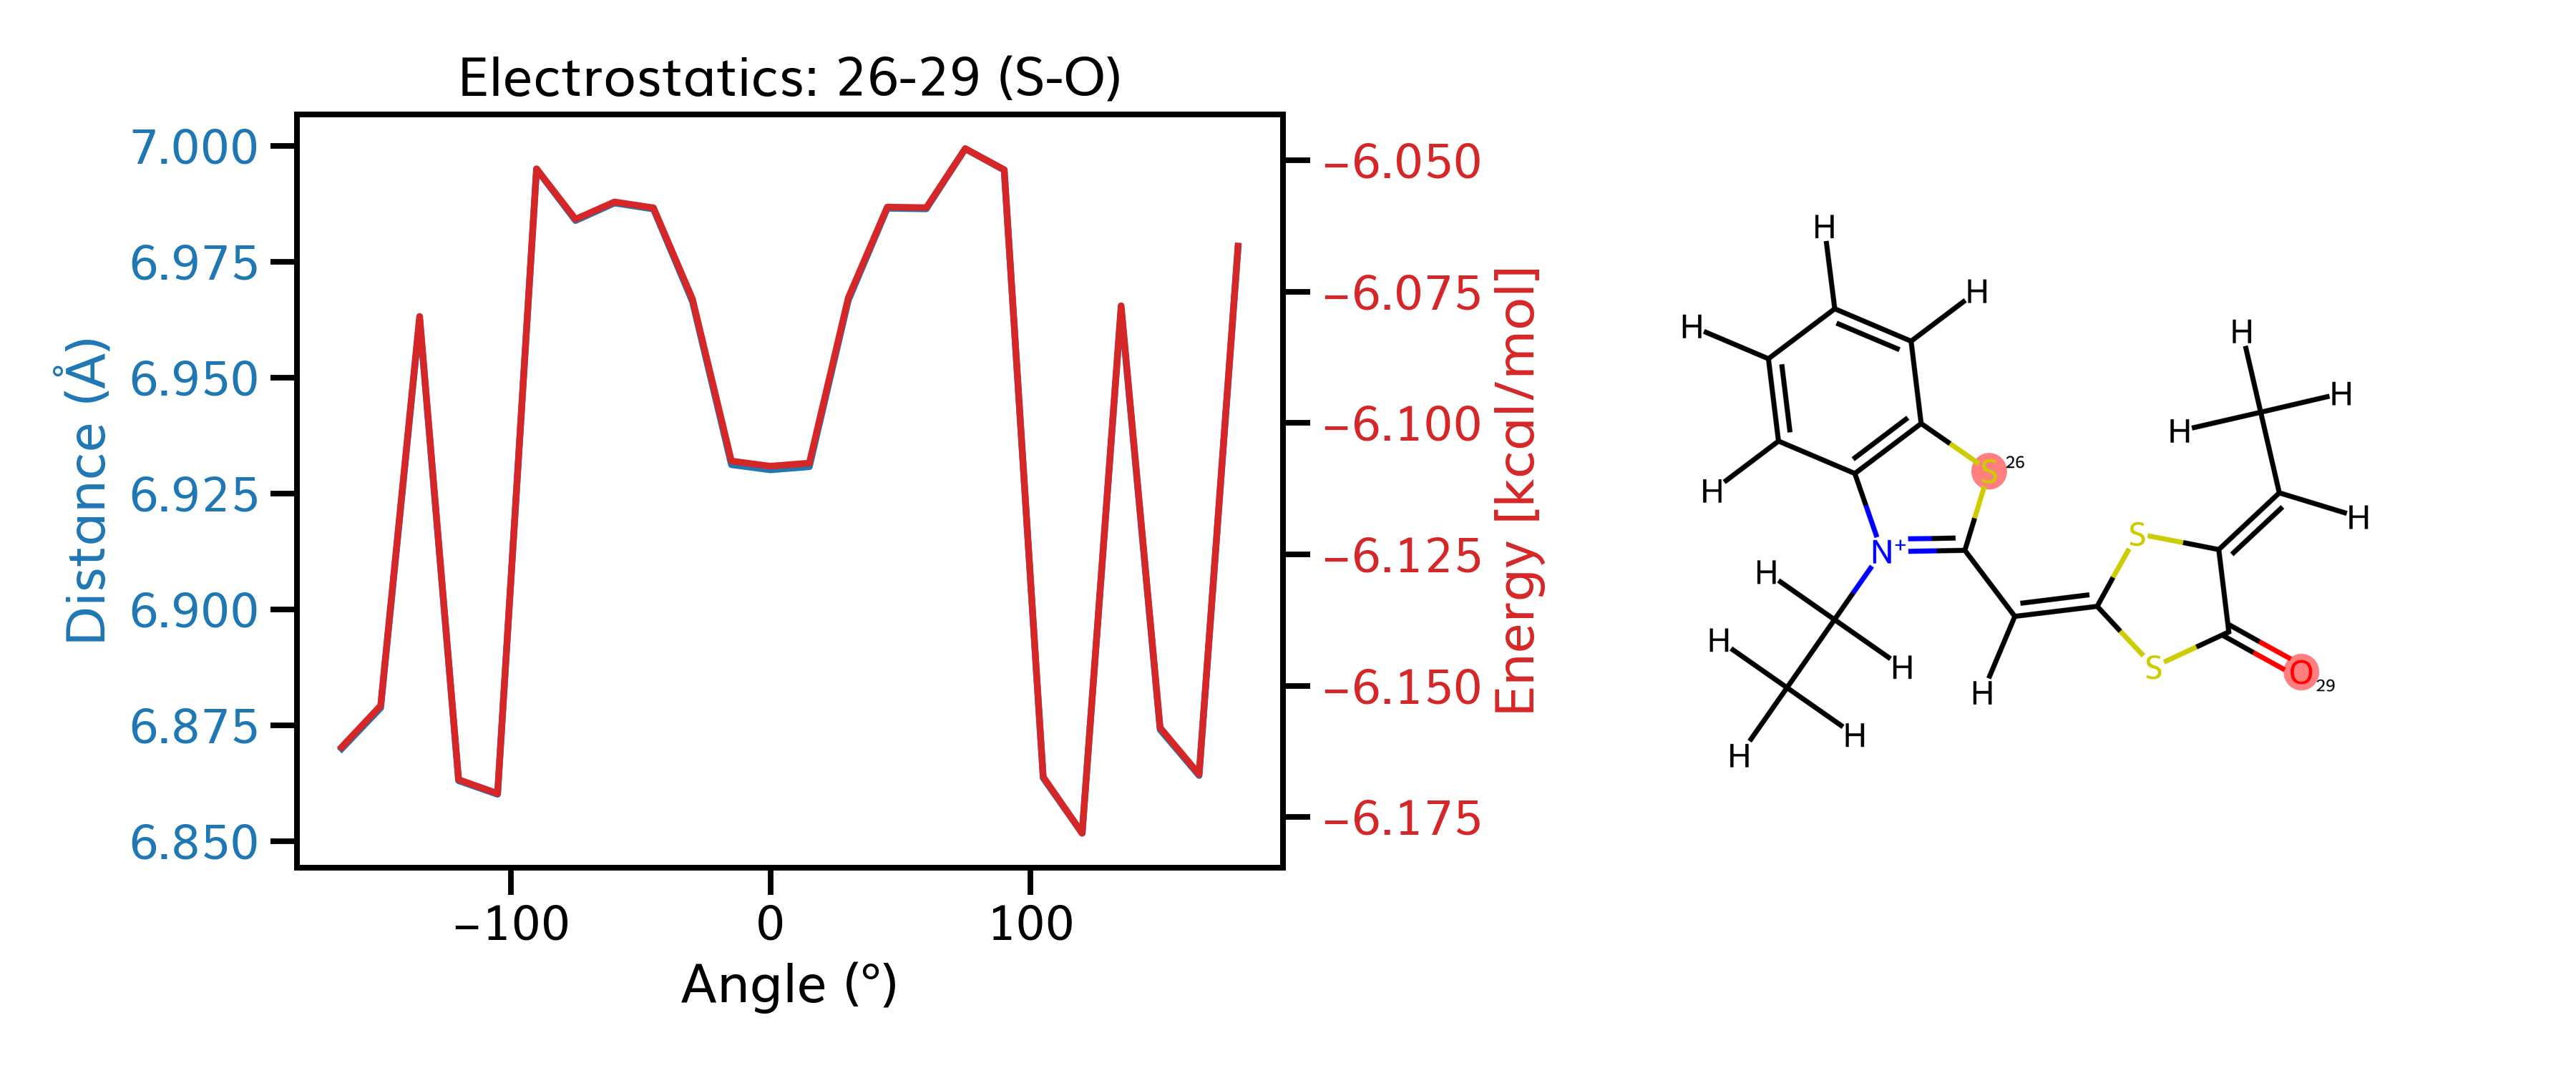 Electrostatics: 26-29 (S-O)
Distance (Å)
7.000
6.975
6.950
6.925
6.900
6.875
6.850
−100
0
100
Angle (°)
−6.050
−6.075
−6.100
−6.125
−6.150
−6.175
Energy [kcal/mol]
H
H
H
H
H
H
S 26
H
S
H
N+
H
H
H
S
O 29
H
H
H
H